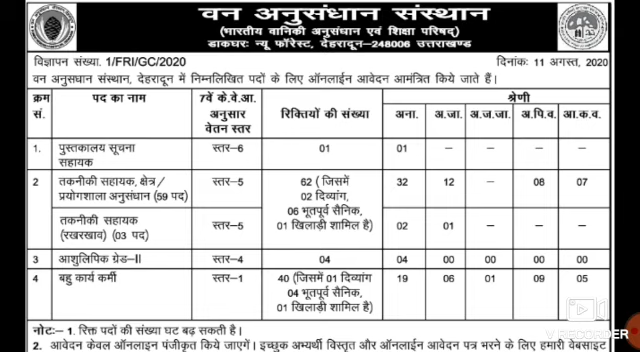 वन अनुसंधान संस्थान
(भारतीय वानिकी अनुसंधान एवं शिक्षा परिषद्)
डाकघरः न्यू फॉरेस्ट, देहरादून–248006 उत्तराखण्ड
विज्ञापन संख्या. 1/FRI/GC/2020 दिनांकः 11 अगस्त, 2020
वन अनुसधान संस्थान, देहरादून में निम्नलिखित पदों के लिए ऑनलाईन आवेदन आमंत्रित किये जाते हैं।
क्रम सं. पद का नाम 7वें के.वे.आ. अनुसार वेतन स्तर रिक्तियों की संख्या श्रेणी
अना. अ.जा. अ.ज.जा. अ.पि.व. आ.क.व.
1. पुस्तकालय सूचना सहायक स्तर–6 01 01 – – – –
2 तकनीकी सहायक, क्षेत्र/ प्रयोगशाला अनुसंधान (59 पद) स्तर–5 62 (जिसमें 02 दिव्यांग, 06 भूतपूर्व सैनिक, 01 खिलाड़ी शामिल है) 32 12 – 08 07
तकनीकी सहायक (रखरखाव) (03 पद) स्तर–5 02 01 – – –
3 आशुलिपिक ग्रेड–II स्तर–4 04 04 00 00 00 00
4 बहु कार्य कर्मी स्तर–1 40 (जिसमें 01 दिव्यांग 04 भूतपूर्व सैनिक, 01 खिलाड़ी शामिल है) 19 06 01 09 05
नोटः– 1. रिक्त पदों की संख्या घट बढ़ सकती है।
2. आवेदन केवल ऑनलाइन पंजीकृत किये जाएगें। इच्छुक अभ्यर्थी विस्तृत और ऑनलाईन आवेदन पत्र भरने के लिए हमारी वेबसाइट
V RECORDER